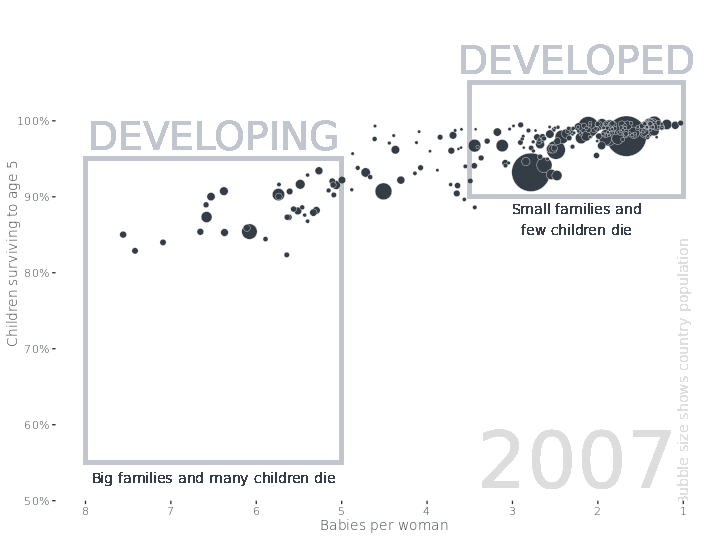 DEVELOPED
DEVELOPING
100%
90%
80%
70%
60%
50%
Children surviving to age 5
Small families and
few children die
Big families and many children die
Bubble size shows country population
2007
8 7 6 5 4 3 2 1
Babies per woman